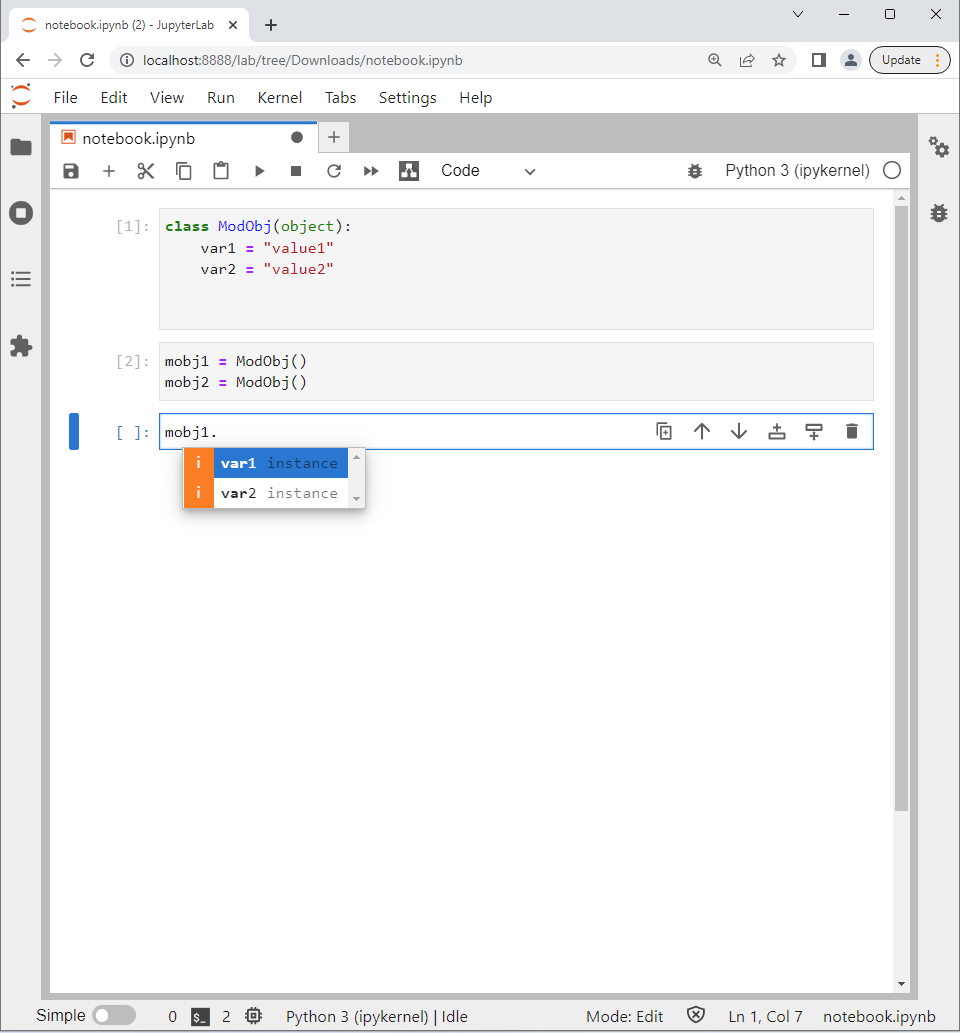 notebook.ipynb (2) - JupyterLab
localhost:8888/lab/tree/Downloads/notebook.ipynb
Update
File Edit View Run Kernel Tabs Settings Help
notebook.ipynb
Code
Python 3 (ipykernel)
[1]: class ModObj(object):
var1 = "value1"
var2 = "value2"
[2]: mobj1 = ModObj()
mobj2 = ModObj()
[ ]: mobj1.
i var1 instance
i var2 instance
Simple 0 $_ 2 Python 3 (ipykernel) | Idle Mode: Edit Ln 1, Col 7 notebook.ipynb